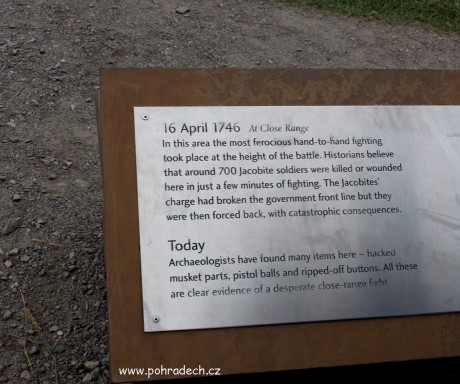 16 April 1746 At Close Range
In this area the most ferocious hand-to-hand fighting
took place at the height of the battle. Historians believe
that around 700 Jacobite soldiers were killed or wounded
here in just a few minutes of fighting. The Jacobites'
charge had broken the government front line but they
were then forced back, with catastrophic consequences.
Today
Archaeologists have found many items here – hacked
musket parts, pistol balls and ripped-off buttons. All these
are clear evidence of a desperate close-range fight.
www.pohradech.cz